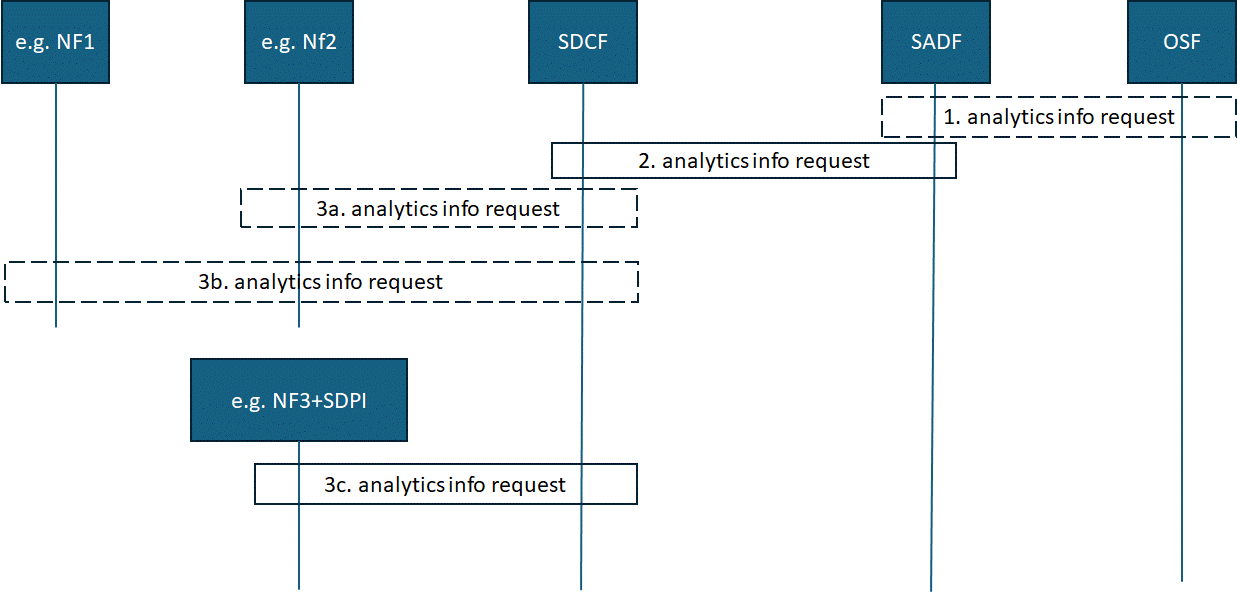 e.g. NF1
e.g. Nf2
SDCF
SADF
OSF
1. analytics info request
2. analytics info request
3a. analytics info request
3b. analytics info request
e.g. NF3+SDPI
3c. analytics info request